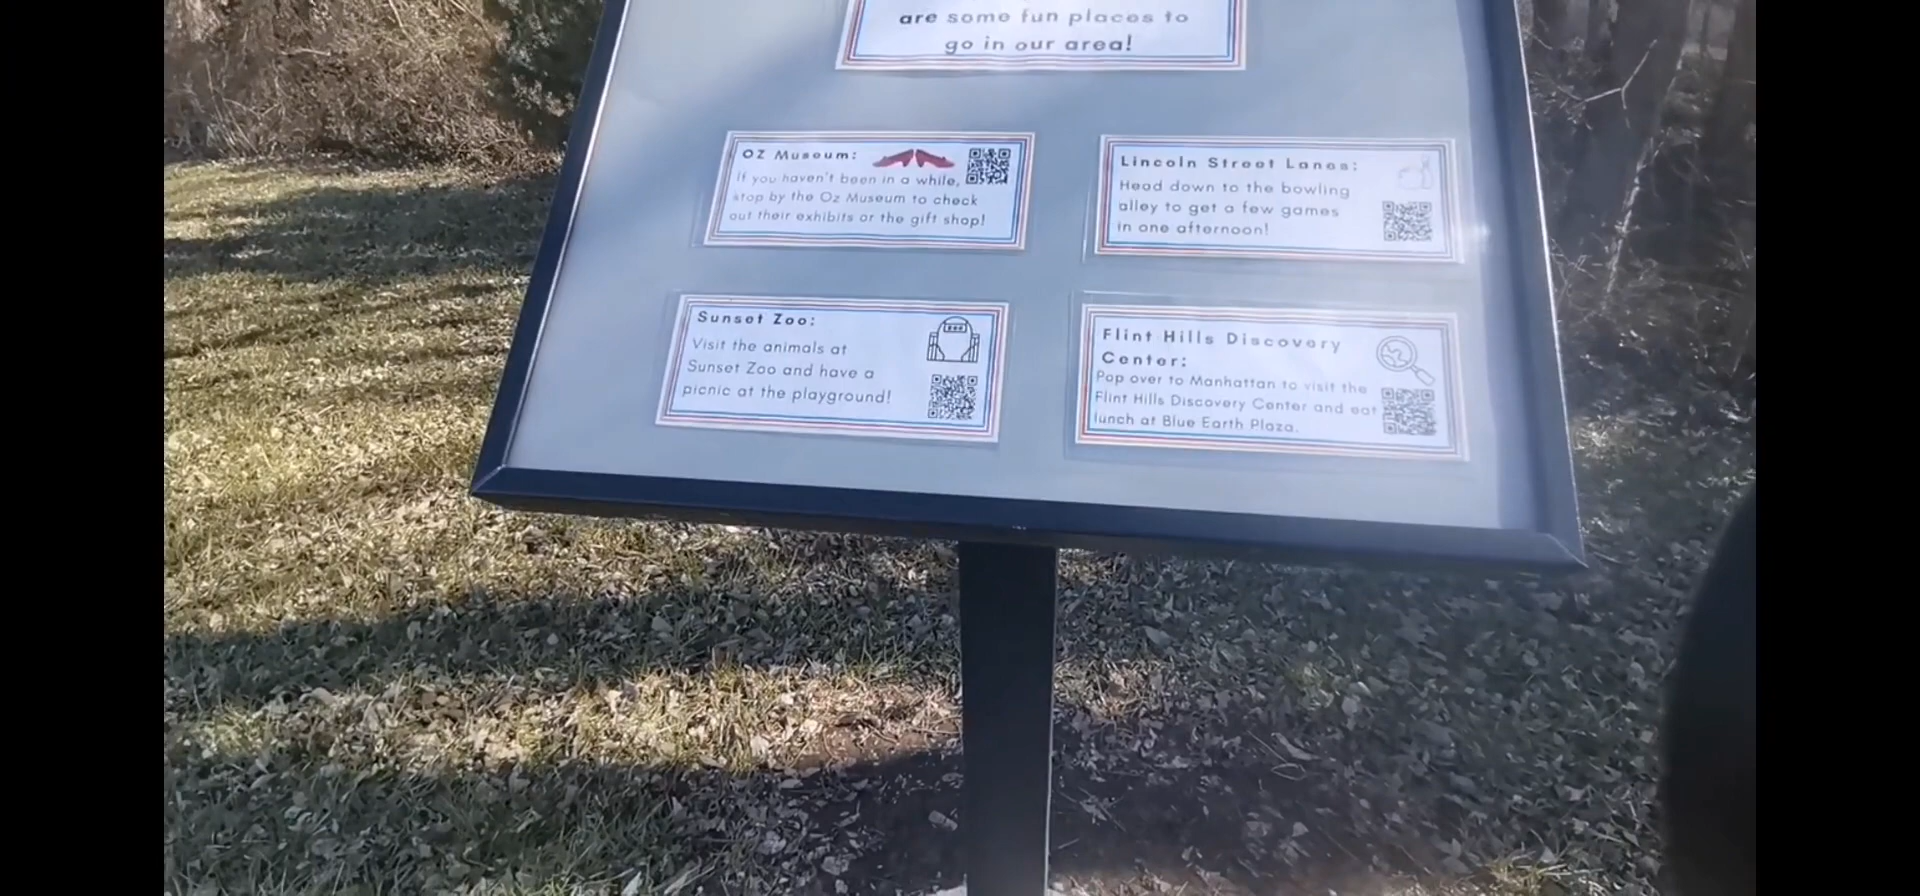 are some fun places to
go in our area!
OZ Museum:
If you haven't been in a while,
stop by the Oz Museum to check
out their exhibits or the gift shop!
Lincoln Street Lanes:
Head down to the bowling
alley to get a few games
in one afternoon!
Sunset Zoo:
Visit the animals at
Sunset Zoo and have a
picnic at the playground!
Flint Hills Discovery
Center:
Pop over to Manhattan to visit the
Flint Hills Discovery Center and eat
lunch at Blue Earth Plaza.